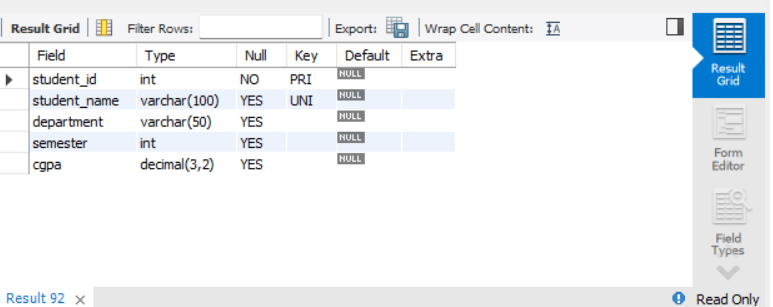 Result Grid Filter Rows: Export: Wrap Cell Content: IA
Field Type Null Key Default Extra
student_id int NO PRI NULL
student_name varchar(100) YES UNI NULL
department varchar(50) YES NULL
semester int YES NULL
cgpa decimal(3,2) YES NULL
Result
Grid
Form
Editor
Field
Types
Result 92 × Read Only